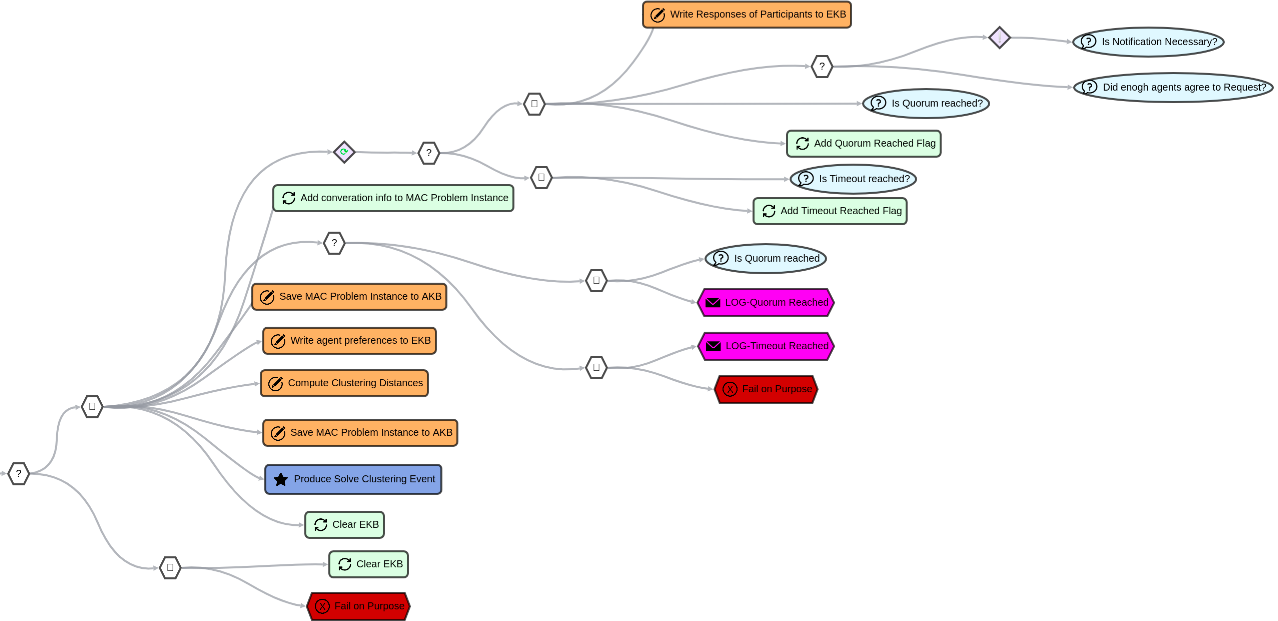 Write Responses of Participants to EKB
Is Notification Necessary?
?
Did enogh agents agree to Request?
Is Quorum reached?
Add Quorum Reached Flag
?
Is Timeout reached?
Add converation info to MAC Problem Instance
Add Timeout Reached Flag
?
Is Quorum reached
Save MAC Problem Instance to AKB
LOG-Quorum Reached
Write agent preferences to EKB
LOG-Timeout Reached
Compute Clustering Distances
Fail on Purpose
Save MAC Problem Instance to AKB
?
Produce Solve Clustering Event
Clear EKB
Clear EKB
Fail on Purpose